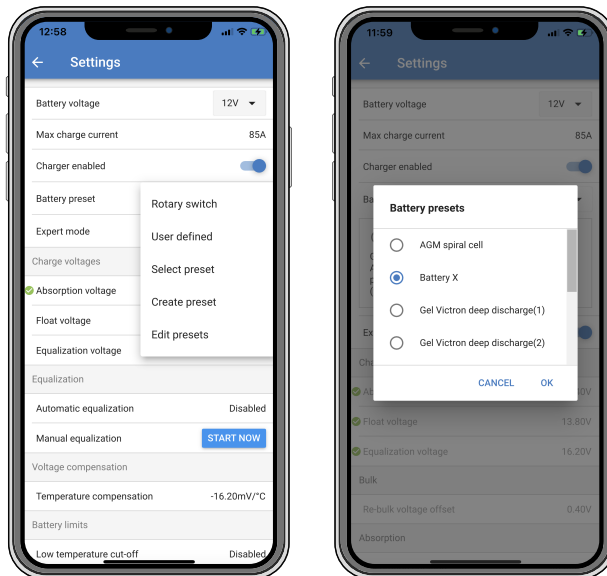 12:58
Settings
Battery voltage 12V
Max charge current 85A
Charger enabled
Battery preset
Rotary switch
User defined
Expert mode
Select preset
Charge voltages
Create preset
Absorption voltage
Float voltage
Edit presets
Equalization voltage
Equalization
Automatic equalization Disabled
Manual equalization START NOW
Voltage compensation
Temperature compensation -16.20mV/°C
Battery limits
Low temperature cut-off Disabled
11:59
Settings
Battery voltage 12V
Max charge current 85A
Charger enabled
Ba
Battery presets
AGM spiral cell
Battery X
Gel Victron deep discharge(1)
Gel Victron deep discharge(2)
CANCEL OK
Ex
Cha
Ab
Float voltage 13.80V
Equalization voltage 16.20V
Bulk
Re-bulk voltage offset 0.40V
Absorption